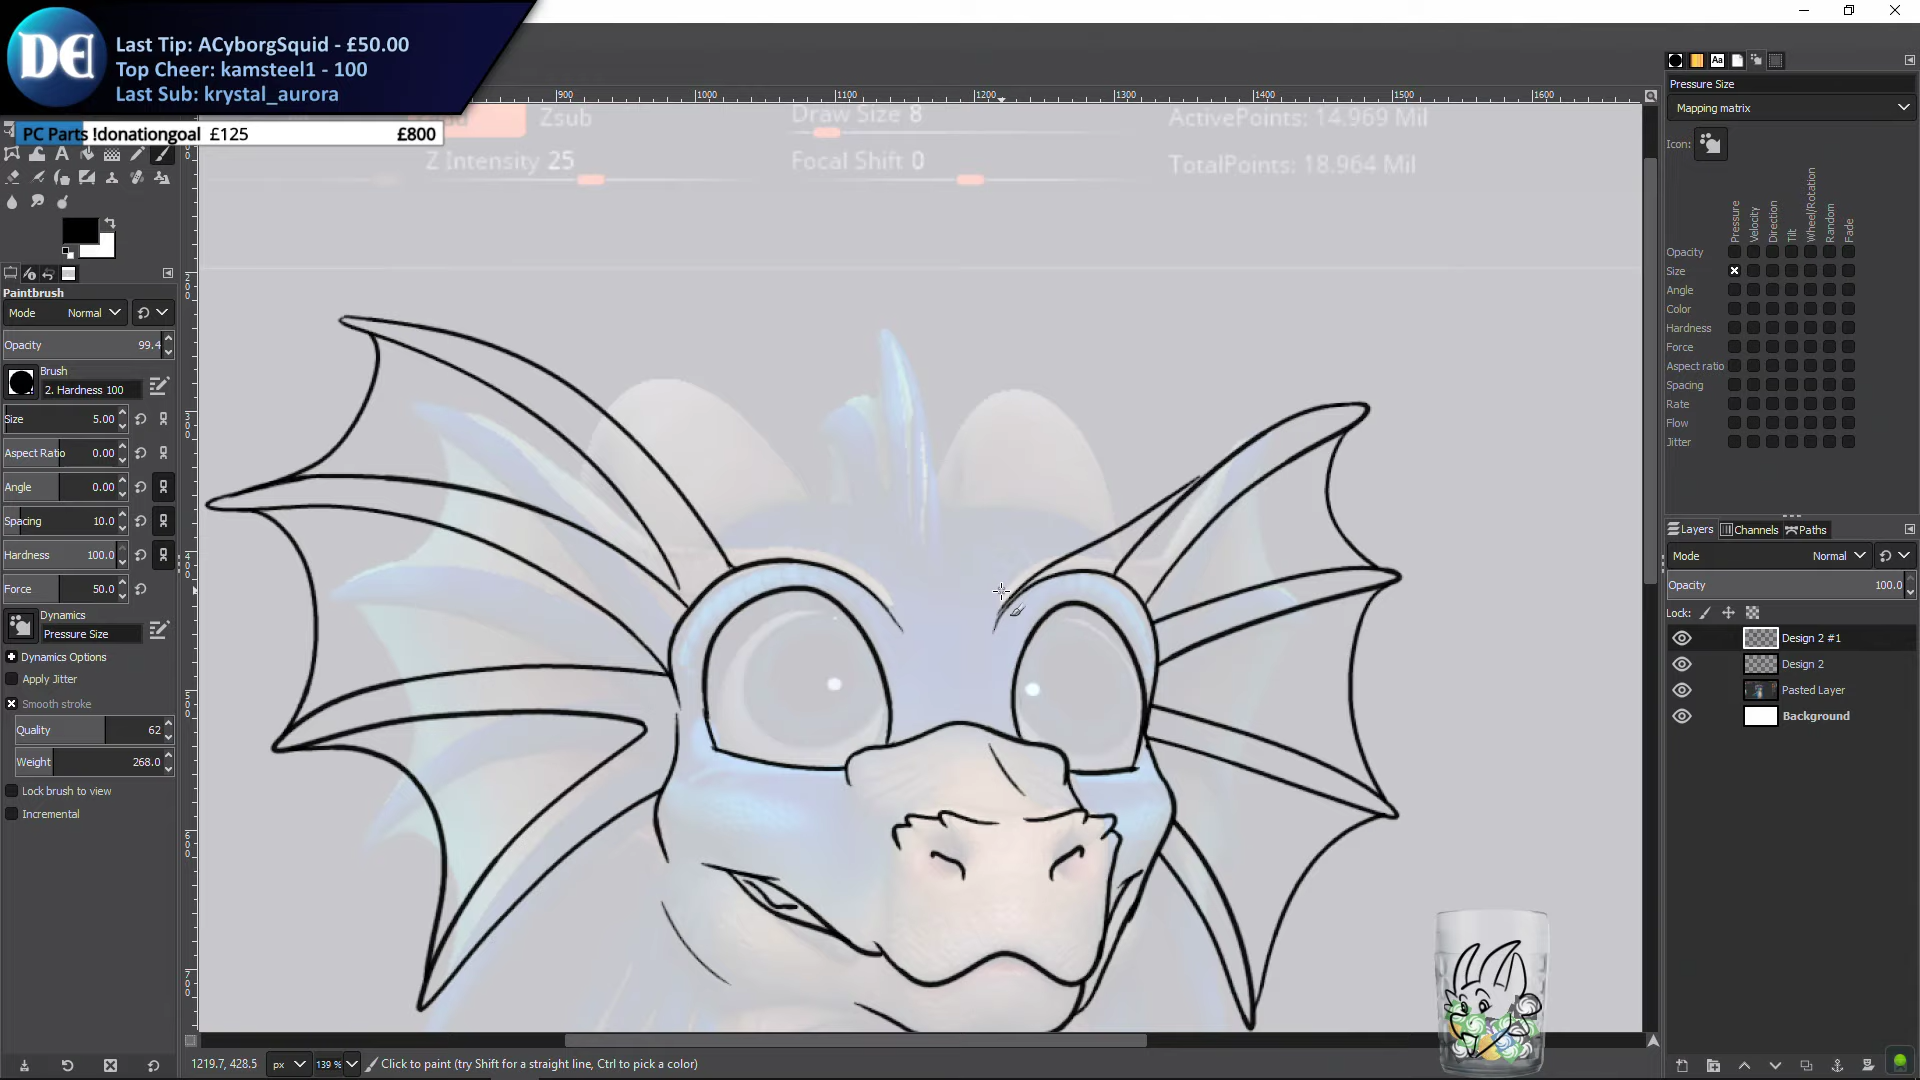 DE
Last Tip: ACyborgSquid - £50.00
Top Cheer: kamsteel1 - 100
Last Sub: krystal_aurora
PC Parts !donationgoal £125 £800
900 1000 1100 1200 1300 1400 1500 1600
Zsub
Draw Size 8
ActivePoints: 14.969 Mil
Z Intensity 25
Focal Shift 0
TotalPoints: 18.964 Mil
Paintbrush
Mode Normal
Opacity 99.4
Brush
2. Hardness 100
Size 5.00
Aspect Ratio 0.00
Angle 0.00
Spacing 10.0
Hardness 100.0
Force 50.0
Dynamics
Pressure Size
Dynamics Options
Apply Jitter
Smooth stroke
Quality 62
Weight 268.0
Lock brush to view
Incremental
1219.7, 428.5 px 139 % Click to paint (try Shift for a straight line, Ctrl to pick a color)
Pressure Size
Mapping matrix
Icon:
Pressure Velocity Direction Tilt Wheel/Rotation Random Fade
Opacity
Size
Angle
Color
Hardness
Force
Aspect ratio
Spacing
Rate
Flow
Jitter
Layers Channels Paths
Mode Normal
Opacity 100.0
Lock:
Design 2 #1
Design 2
Pasted Layer
Background